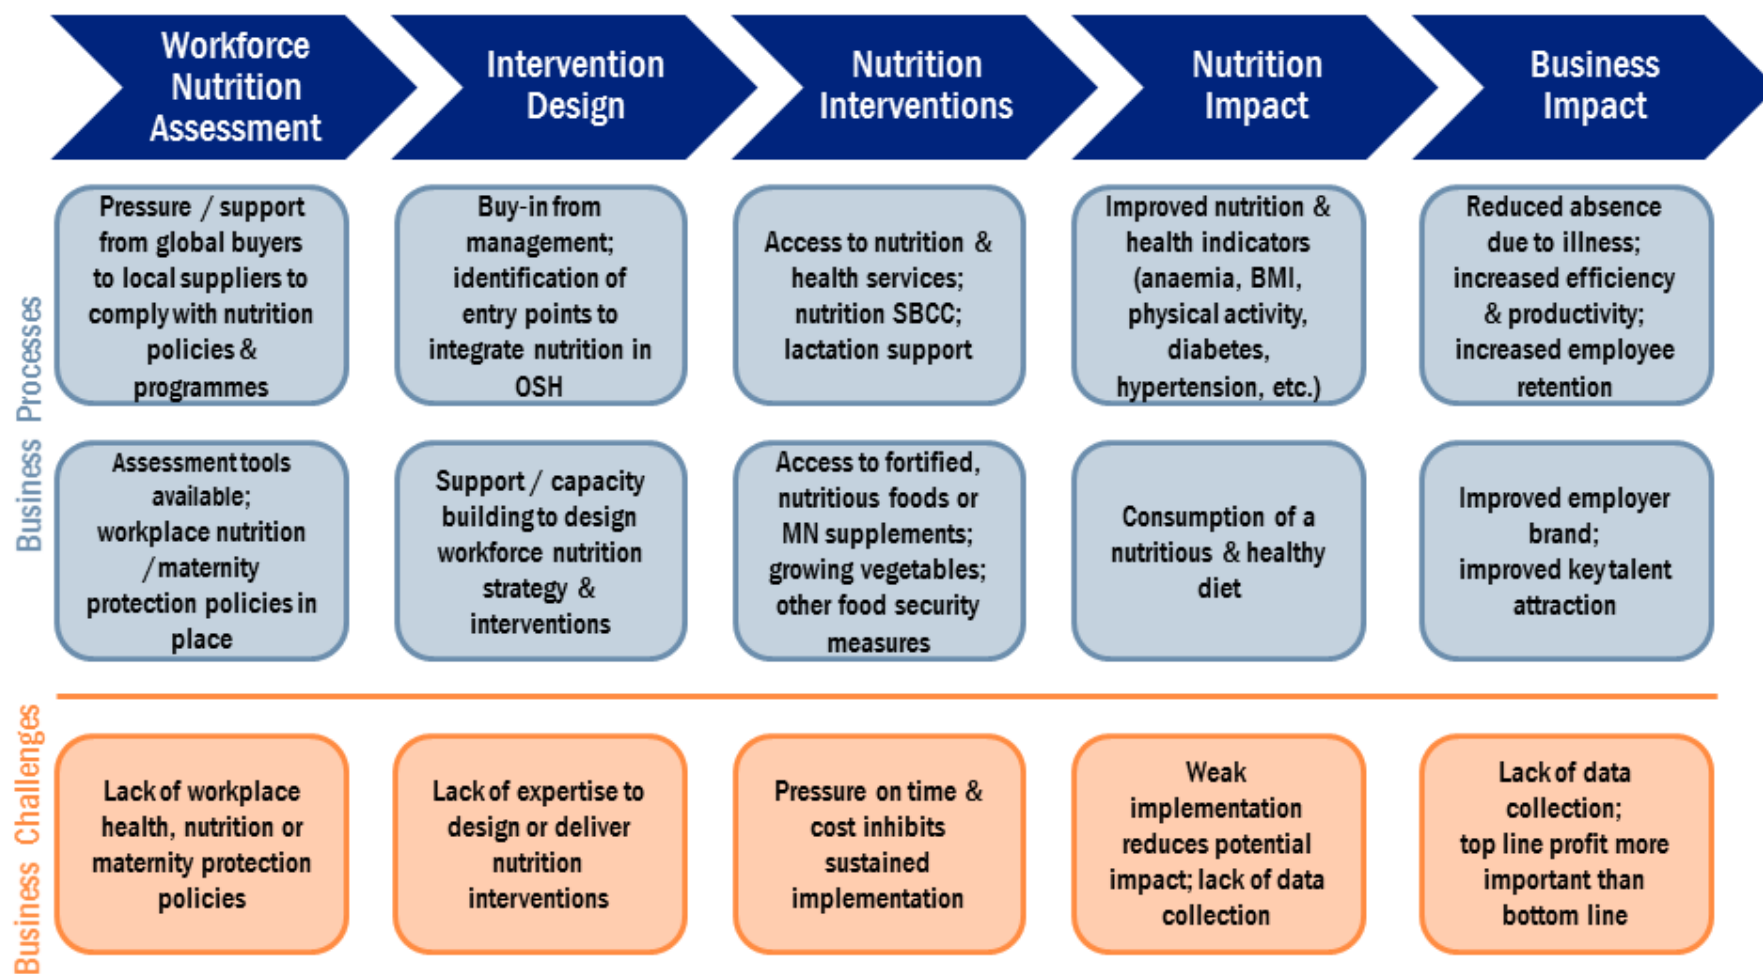 Workforce
Nutrition
Assessment
Intervention
Design
Nutrition
Interventions
Nutrition
Impact
Business
Impact
Business Processes
Pressure / support
from global buyers
to local suppliers to
comply with nutrition
policies &
programmes
Buy-in from
management;
identification of
entry points to
integrate nutrition in
OSH
Access to nutrition &
health services;
nutrition SBCC;
lactation support
Improved nutrition &
health indicators
(anaemia, BMI,
physical activity,
diabetes,
hypertension, etc.)
Reduced absence
due to illness;
increased efficiency
& productivity;
increased employee
retention
Assessment tools
available;
workplace nutrition
/ maternity
protection policies in
place
Support / capacity
building to design
workforce nutrition
strategy &
interventions
Access to fortified,
nutritious foods or
MN supplements;
growing vegetables;
other food security
measures
Consumption of a
nutritious & healthy
diet
Improved employer
brand;
improved key talent
attraction
Business Challenges
Lack of workplace
health, nutrition or
maternity protection
policies
Lack of expertise to
design or deliver
nutrition
interventions
Pressure on time &
cost inhibits
sustained
implementation
Weak
implementation
reduces potential
impact; lack of data
collection
Lack of data
collection;
top line profit more
important than
bottom line